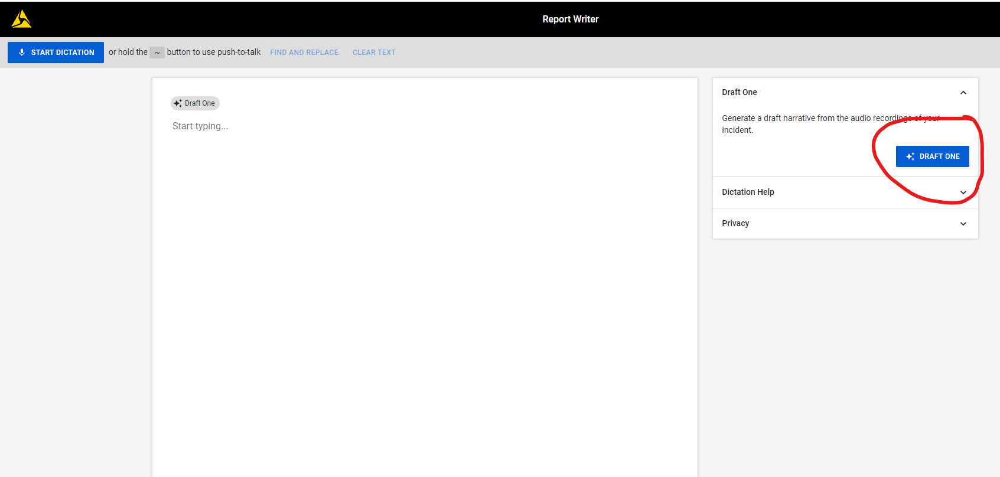 Report Writer
START DICTATION or hold the ~ button to use push-to-talk FIND AND REPLACE CLEAR TEXT
Draft One
Start typing...
Draft One
Generate a draft narrative from the audio recordings of your
incident.
DRAFT ONE
Dictation Help
Privacy